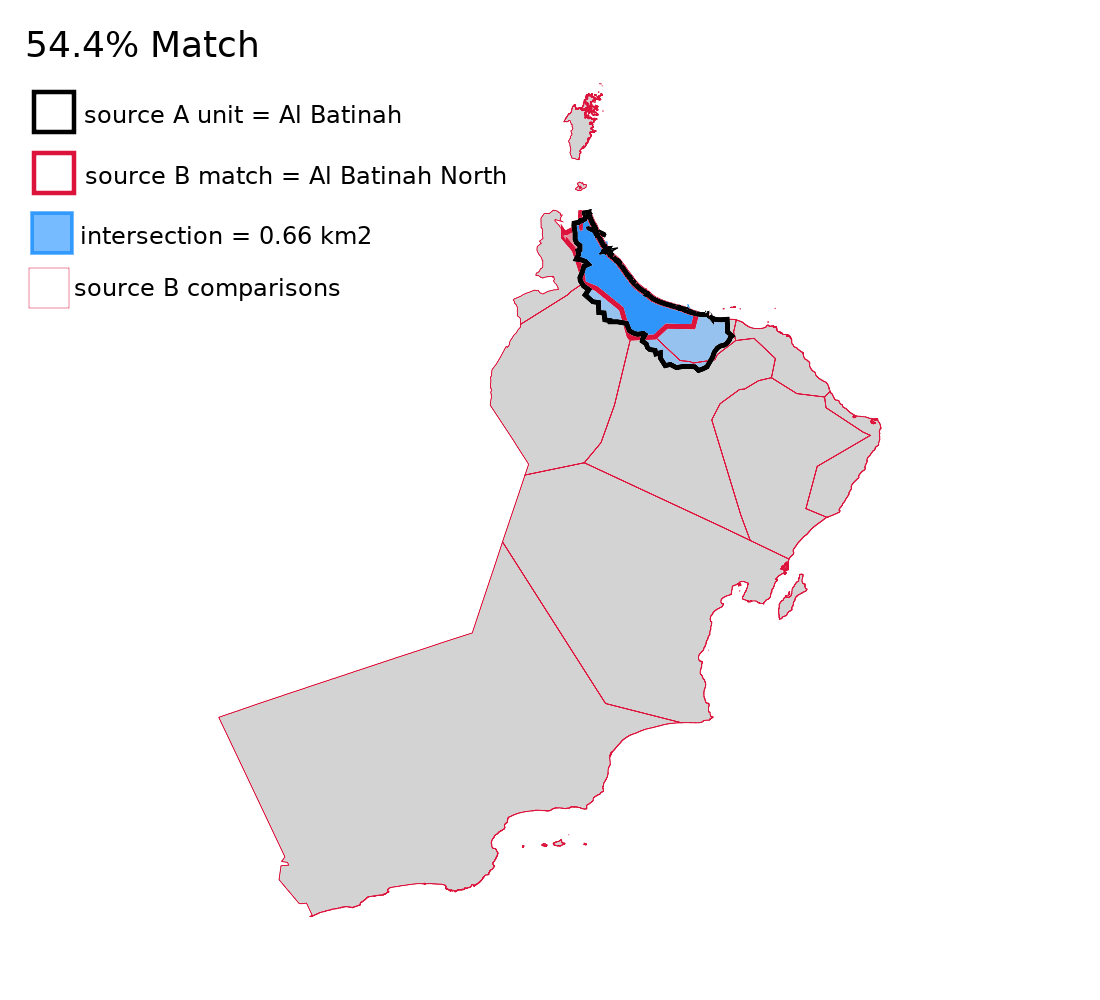 54.4% Match
source A unit = Al Batinah
source B match = Al Batinah North
intersection = 0.66 km2
source B comparisons